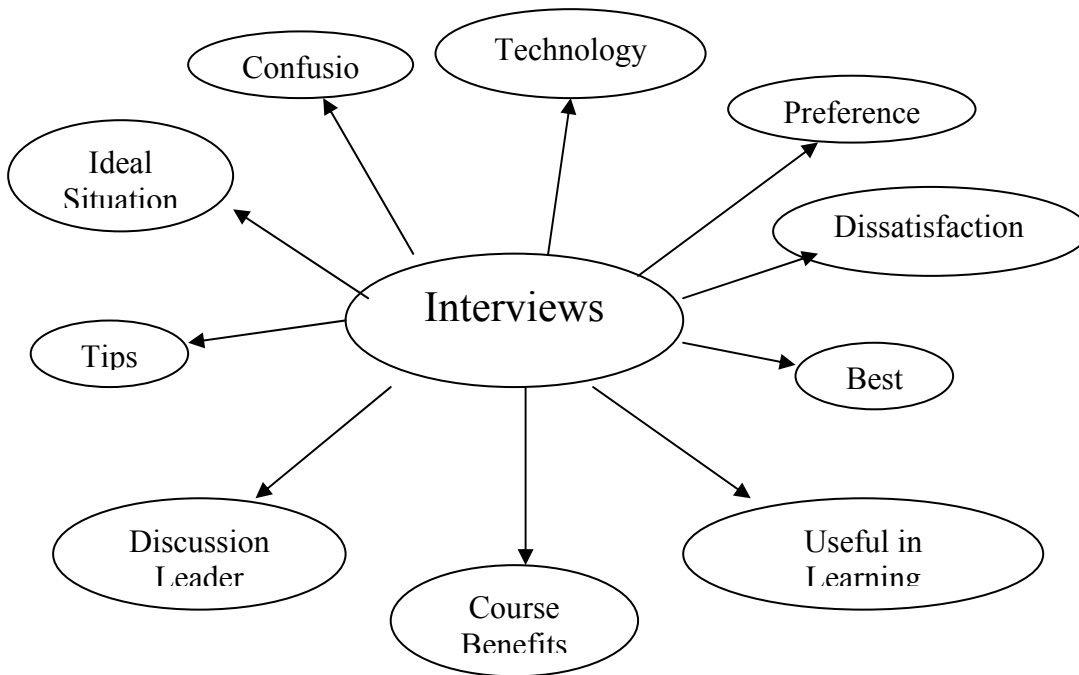 Technology
Confusio
Preference
Ideal
Situation
Dissatisfaction
Interviews
Tips
Best
Discussion
Leader
Useful in
Learning
Course
Benefits